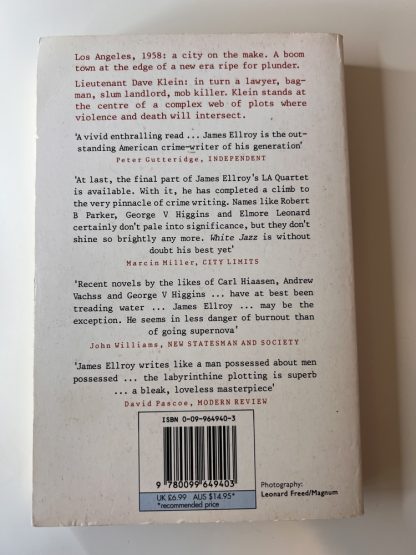 Los Angeles, 1958: a city on the make. A boom
town at the edge of a new era ripe for plunder.
Lieutenant Dave Klein: in turn a lawyer, bag-
man, slum landlord, mob killer. Klein stands at
the centre of a complex web of plots where
violence and death will intersect.
'A vivid enthralling read ... James Ellroy is the out-
standing American crime-writer of his generation'
Peter Gutteridge, INDEPENDENT
'At last, the final part of James Ellroy's LA Quartet
is available. With it, he has completed a climb to
the very pinnacle of crime writing. Names like Robert
B Parker, George V Higgins and Elmore Leonard
certainly don't pale into significance, but they don't
shine so brightly any more. White Jazz is without
doubt his best yet'
Marcin Miller, CITY LIMITS
'Recent novels by the likes of Carl Hiaasen, Andrew
Vachss and George V Higgins ... have at best been
treading water ... James Ellroy ... may be the
exception. He seems in less danger of burnout than
of going supernova'
John Williams, NEW STATESMAN AND SOCIETY
'James Ellroy writes like a man possessed about men
possessed ... the labyrinthine plotting is superb
... a bleak, loveless masterpiece'
David Pascoe, MODERN REVIEW
ISBN 0-09-964940-3
9 780099 649403
UK £6.99 AUS $14.95*
*recommended price
Photography:
Leonard Freed/Magnum